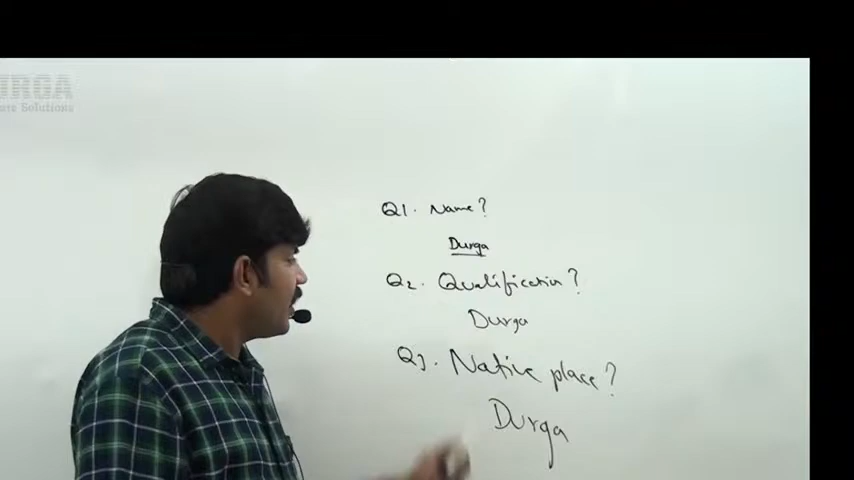 URGA
are Solutions
Q1. Name?
Durga
Q2. Qualification?
Durga
Q3. Native place?
Durga